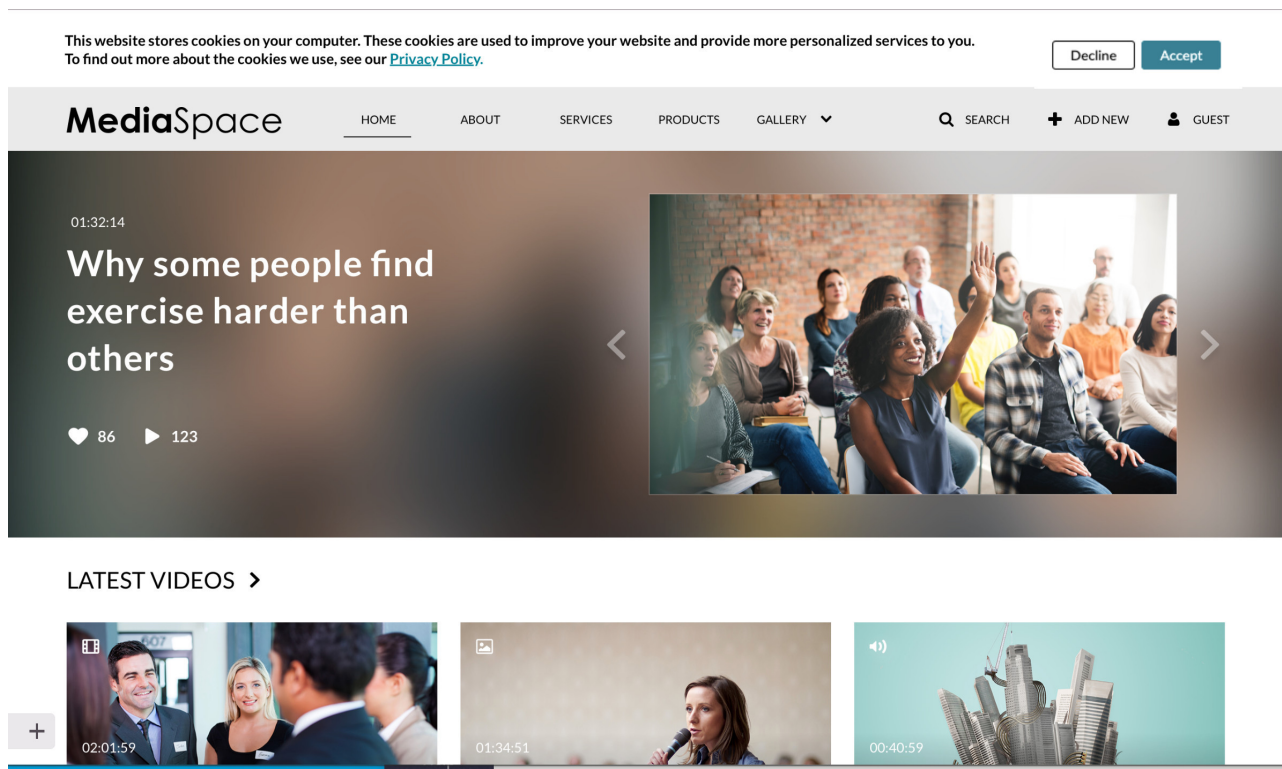 This website stores cookies on your computer. These cookies are used to improve your website and provide more personalized services to you.
To find out more about the cookies we use, see our Privacy Policy.
Decline
Accept
MediaSpace
HOME
ABOUT
SERVICES
PRODUCTS
GALLERY
SEARCH
ADD NEW
GUEST
01:32:14
Why some people find
exercise harder than
others
86
123
LATEST VIDEOS
607
02:01:59
01:34:51
00:40:59